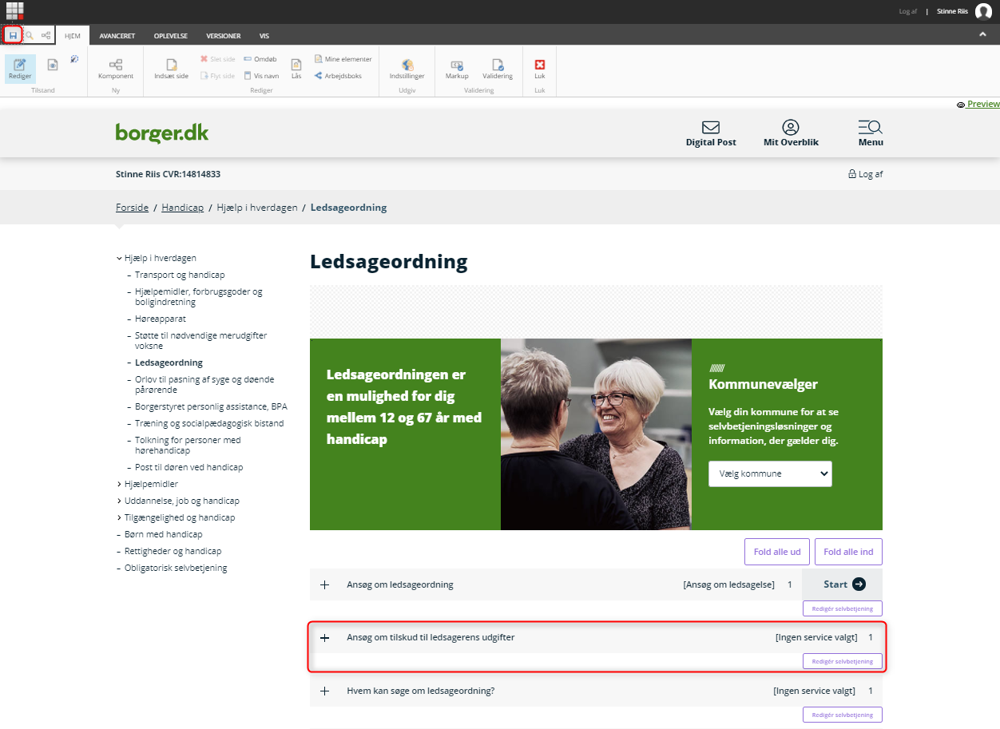 Log af | Stinne Riis
HJEM AVANCERET OPLEVELSE VERSIONER VIS
Rediger
Tilstand
Komponent
Ny
Indsæt side
Slet side
Flyt side
Omdøb
Vis navn
Lås
Mine elementer
Arbejdsboks
Rediger
Indstillinger
Udgiv
Markup
Validering
Validering
Luk
Luk
Preview
borger.dk
Digital Post
Mit Overblik
Menu
Stinne Riis CVR:14814833
Log af
Forside / Handicap / Hjælp i hverdagen / Ledsageordning
Hjælp i hverdagen
– Transport og handicap
– Hjælpemidler, forbrugsgoder og
boligindretning
– Høreapparat
– Støtte til nødvendige merudgifter
voksne
– Ledsageordning
– Orlov til pasning af syge og døende
pårørende
– Borgerstyret personlig assistance, BPA
– Træning og socialpædagogisk bistand
– Tolkning for personer med
hørehandicap
– Post til døren ved handicap
Hjælpemidler
Uddannelse, job og handicap
Tilgængelighed og handicap
– Børn med handicap
– Rettigheder og handicap
– Obligatorisk selvbetjening
Ledsageordning
Ledsageordningen er
en mulighed for dig
mellem 12 og 67 år med
handicap
Kommunevælger
Vælg din kommune for at se
selvbetjeningsløsninger og
information, der gælder dig.
Vælg kommune
Fold alle ud
Fold alle ind
Ansøg om ledsageordning [Ansøg om ledsagelse] 1 Start
Redigér selvbetjening
Ansøg om tilskud til ledsagerens udgifter [Ingen service valgt] 1
Redigér selvbetjening
Hvem kan søge om ledsageordning? [Ingen service valgt] 1
Redigér selvbetjening